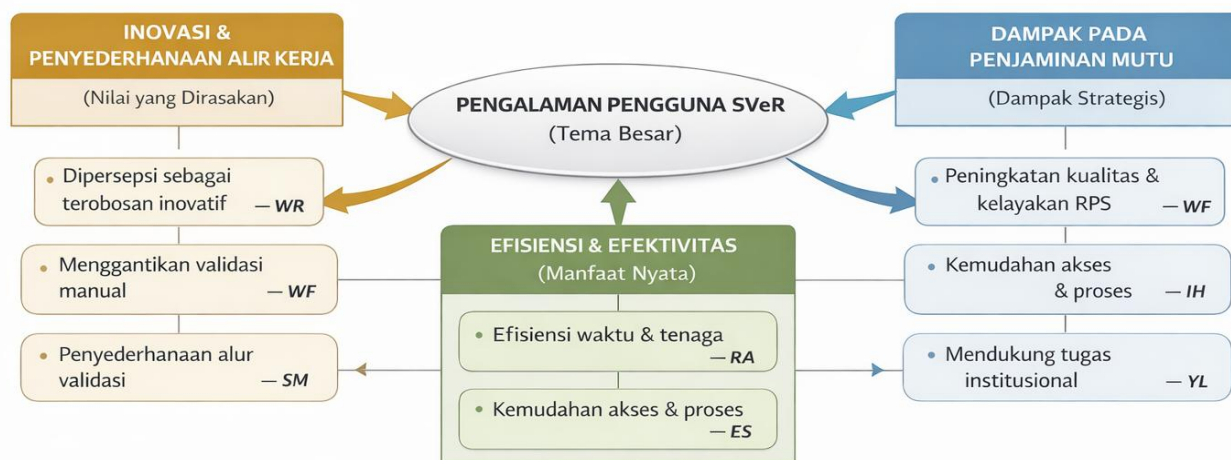 INOVASI &
PENYEDERHANAAN ALIR KERJA
(Nilai yang Dirasakan)
• Dipersepsi sebagai
terobosan inovatif — WR
• Menggantikan validasi
manual — WF
• Penyederhanaan alur
validasi — SM
PENGALAMAN PENGGUNA SVeR
(Tema Besar)
EFISIENSI & EFEKTIVITAS
(Manfaat Nyata)
• Efisiensi waktu & tenaga
— RA
• Kemudahan akses & proses
— ES
DAMPAK PADA
PENJAMINAN MUTU
(Dampak Strategis)
• Peningkatan kualitas &
kelayakan RPS — WF
• Kemudahan akses
& proses — IH
• Mendukung tugas
institusional — YL